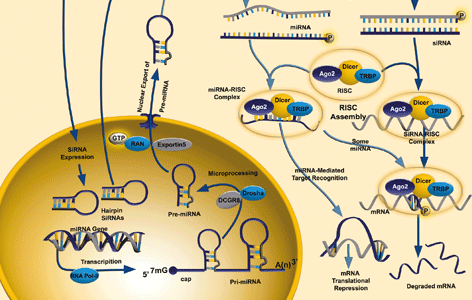 miRNA
P
siRNA
P
Ago2
Dicer
TRBP
RISC
miRNA-RISC
Complex
Ago2
Dicer
TRBP
RISC
Assembly
Ago2
Dicer
TRBP
SiRNA-RISC
Complex
Nuclear Export of
Pre-miRNA
GTP
RAN
Exportin5
SiRNA
Expression
Hairpin
SiRNAs
Pre-miRNA
Microprocessing
Drosha
DCGR8
miRNA Gene
Transcripition
RNA Pol-II
5' 7mG
cap
Pri-miRNA
A(n) 3'
Some
miRNA
miRNA-Mediated
Target Recognition
mRNA
Ago2
Dicer
TRBP
P
mRNA
Translational
Repression
Degraded mRNA